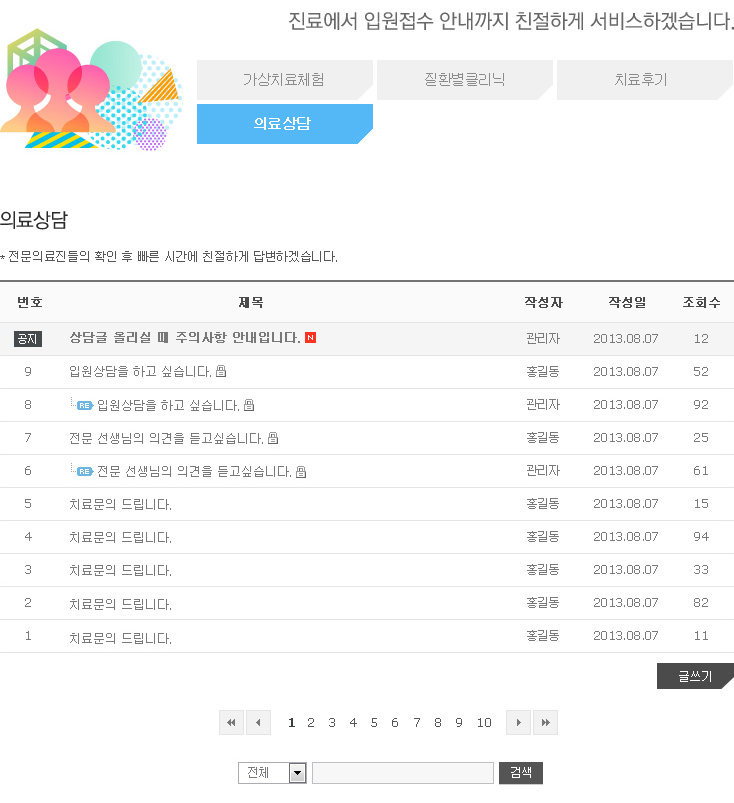 진료에서 입원접수 안내까지 친절하게 서비스하겠습니다.
가상치료체험 질환별클리닉 치료후기
의료상담
의료상담
* 전문의료진들의 확인 후 빠른 시간에 친절하게 답변하겠습니다.
번호 제목 작성자 작성일 조회수
공지 상담글 올리실 때 주의사항 안내입니다. N 관리자 2013.08.07 12
9 입원상담을 하고 싶습니다. 홍길동 2013.08.07 52
8 RE 입원상담을 하고 싶습니다. 관리자 2013.08.07 92
7 전문 선생님의 의견을 듣고싶습니다. 홍길동 2013.08.07 25
6 RE 전문 선생님의 의견을 듣고싶습니다. 관리자 2013.08.07 61
5 치료문의 드립니다. 홍길동 2013.08.07 15
4 치료문의 드립니다. 홍길동 2013.08.07 94
3 치료문의 드립니다. 홍길동 2013.08.07 33
2 치료문의 드립니다. 홍길동 2013.08.07 82
1 치료문의 드립니다. 홍길동 2013.08.07 11
글쓰기
1 2 3 4 5 6 7 8 9 10
전체 검색